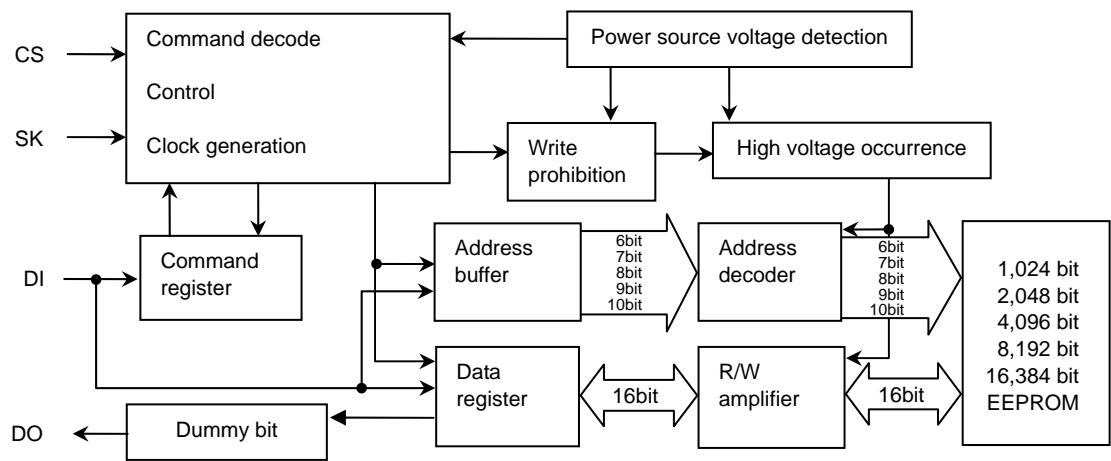 CS
Command decode
Power source voltage detection
Control
SK
Clock generation
Write
prohibition
High voltage occurrence
DI
Command
register
Address
buffer
6bit
7bit
8bit
9bit
10bit
Address
decoder
6bit
7bit
8bit
9bit
10bit
1,024 bit
2,048 bit
4,096 bit
8,192 bit
16,384 bit
EEPROM
Data
register
16bit
R/W
amplifier
16bit
DO
Dummy bit